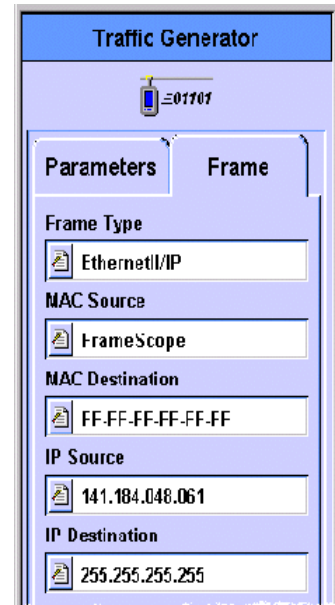 Traffic Generator
01101
Parameters Frame
Frame Type
EthernetII/IP
MAC Source
FrameScope
MAC Destination
FF-FF-FF-FF-FF-FF
IP Source
141.184.048.061
IP Destination
255.255.255.255